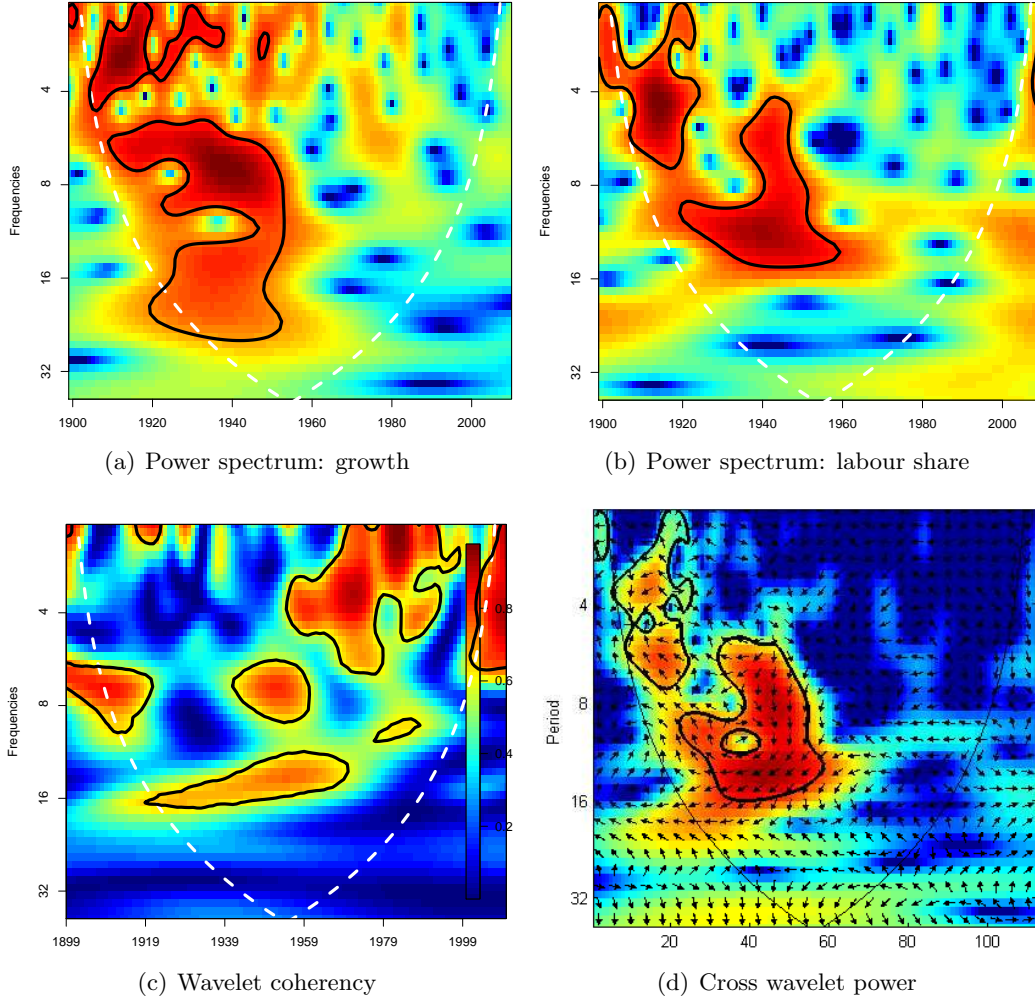 Frequencies
4
8
16
32
1900 1920 1940 1960 1980 2000
(a) Power spectrum: growth
Frequencies
4
8
16
32
1900 1920 1940 1960 1980 2000
(b) Power spectrum: labour share
Frequencies
4
8
16
32
0.8
0.6
0.4
0.2
1899 1919 1939 1959 1979 1999
(c) Wavelet coherency
Period
4
8
16
32
20 40 60 80 100
(d) Cross wavelet power